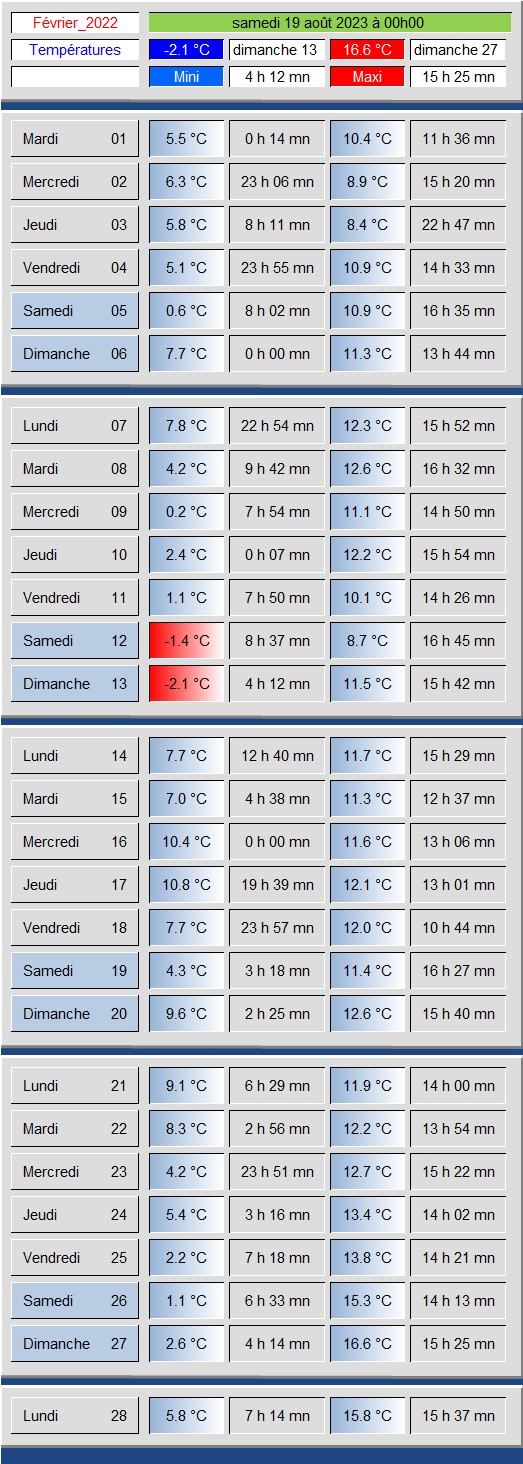 Février_2022 samedi 19 août 2023 à 00h00
Températures -2.1 °C dimanche 13 16.6 °C dimanche 27
Mini 4 h 12 mn Maxi 15 h 25 mn
Mardi 01 5.5 °C 0 h 14 mn 10.4 °C 11 h 36 mn
Mercredi 02 6.3 °C 23 h 06 mn 8.9 °C 15 h 20 mn
Jeudi 03 5.8 °C 8 h 11 mn 8.4 °C 22 h 47 mn
Vendredi 04 5.1 °C 23 h 55 mn 10.9 °C 14 h 33 mn
Samedi 05 0.6 °C 8 h 02 mn 10.9 °C 16 h 35 mn
Dimanche 06 7.7 °C 0 h 00 mn 11.3 °C 13 h 44 mn
Lundi 07 7.8 °C 22 h 54 mn 12.3 °C 15 h 52 mn
Mardi 08 4.2 °C 9 h 42 mn 12.6 °C 16 h 32 mn
Mercredi 09 0.2 °C 7 h 54 mn 11.1 °C 14 h 50 mn
Jeudi 10 2.4 °C 0 h 07 mn 12.2 °C 15 h 54 mn
Vendredi 11 1.1 °C 7 h 50 mn 10.1 °C 14 h 26 mn
Samedi 12 -1.4 °C 8 h 37 mn 8.7 °C 16 h 45 mn
Dimanche 13 -2.1 °C 4 h 12 mn 11.5 °C 15 h 42 mn
Lundi 14 7.7 °C 12 h 40 mn 11.7 °C 15 h 29 mn
Mardi 15 7.0 °C 4 h 38 mn 11.3 °C 12 h 37 mn
Mercredi 16 10.4 °C 0 h 00 mn 11.6 °C 13 h 06 mn
Jeudi 17 10.8 °C 19 h 39 mn 12.1 °C 13 h 01 mn
Vendredi 18 7.7 °C 23 h 57 mn 12.0 °C 10 h 44 mn
Samedi 19 4.3 °C 3 h 18 mn 11.4 °C 16 h 27 mn
Dimanche 20 9.6 °C 2 h 25 mn 12.6 °C 15 h 40 mn
Lundi 21 9.1 °C 6 h 29 mn 11.9 °C 14 h 00 mn
Mardi 22 8.3 °C 2 h 56 mn 12.2 °C 13 h 54 mn
Mercredi 23 4.2 °C 23 h 51 mn 12.7 °C 15 h 22 mn
Jeudi 24 5.4 °C 3 h 16 mn 13.4 °C 14 h 02 mn
Vendredi 25 2.2 °C 7 h 18 mn 13.8 °C 14 h 21 mn
Samedi 26 1.1 °C 6 h 33 mn 15.3 °C 14 h 13 mn
Dimanche 27 2.6 °C 4 h 14 mn 16.6 °C 15 h 25 mn
Lundi 28 5.8 °C 7 h 14 mn 15.8 °C 15 h 37 mn